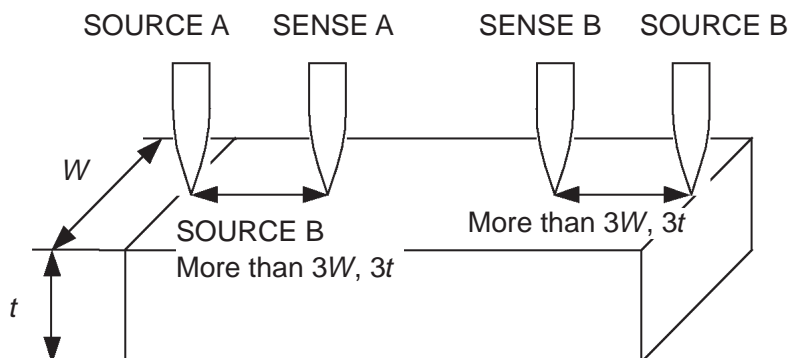 SOURCE A SENSE A SENSE B SOURCE B
W
SOURCE B
More than 3W, 3t
More than 3W, 3t
t